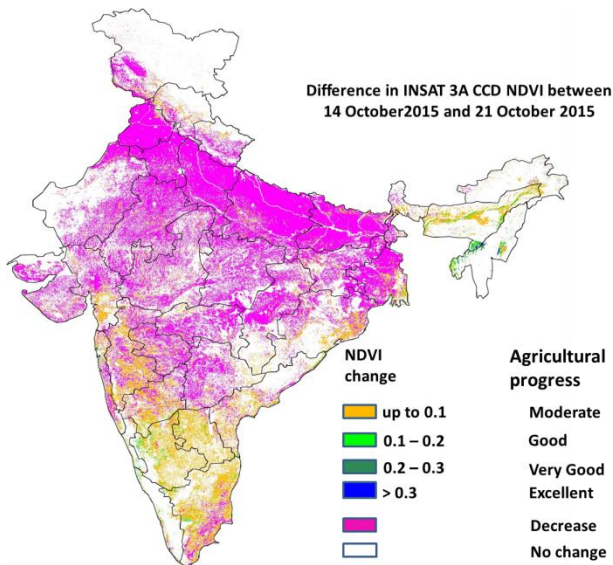 Difference in INSAT 3A CCD NDVI between
14 October2015 and 21 October 2015
NDVI change
Agricultural progress
up to 0.1 Moderate
0.1 – 0.2 Good
0.2 – 0.3 Very Good
> 0.3 Excellent
Decrease
No change